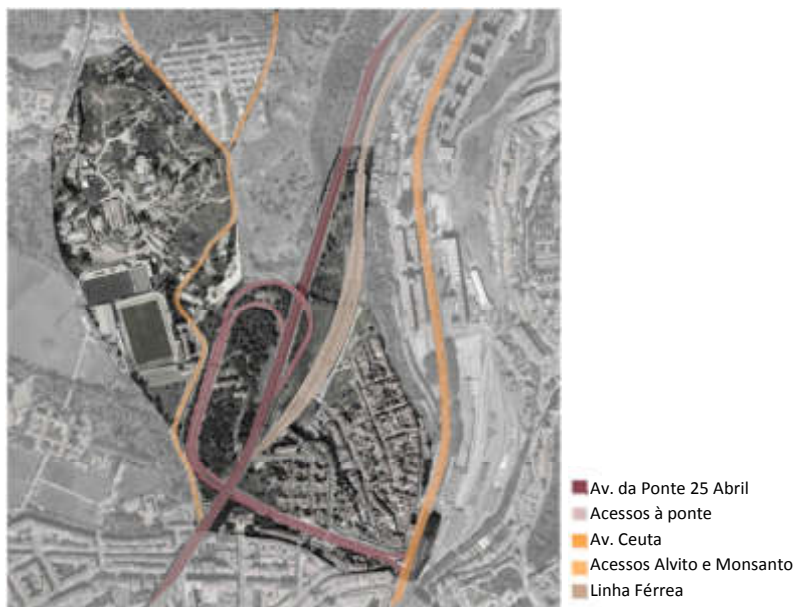 Av. da Ponte 25 Abril
Acessos à ponte
Av. Ceuta
Acessos Alvito e Monsanto
Linha Férrea